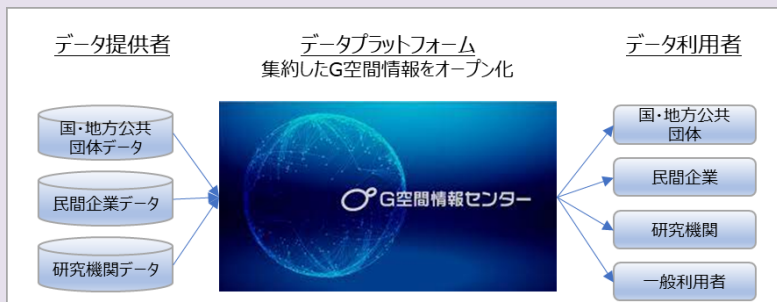 データ提供者
国・地方公共
団体データ
民間企業データ
研究機関データ
データプラットフォーム
集約したG空間情報をオープン化
G空間情報センター
データ利用者
国・地方公共
団体
民間企業
研究機関
一般利用者